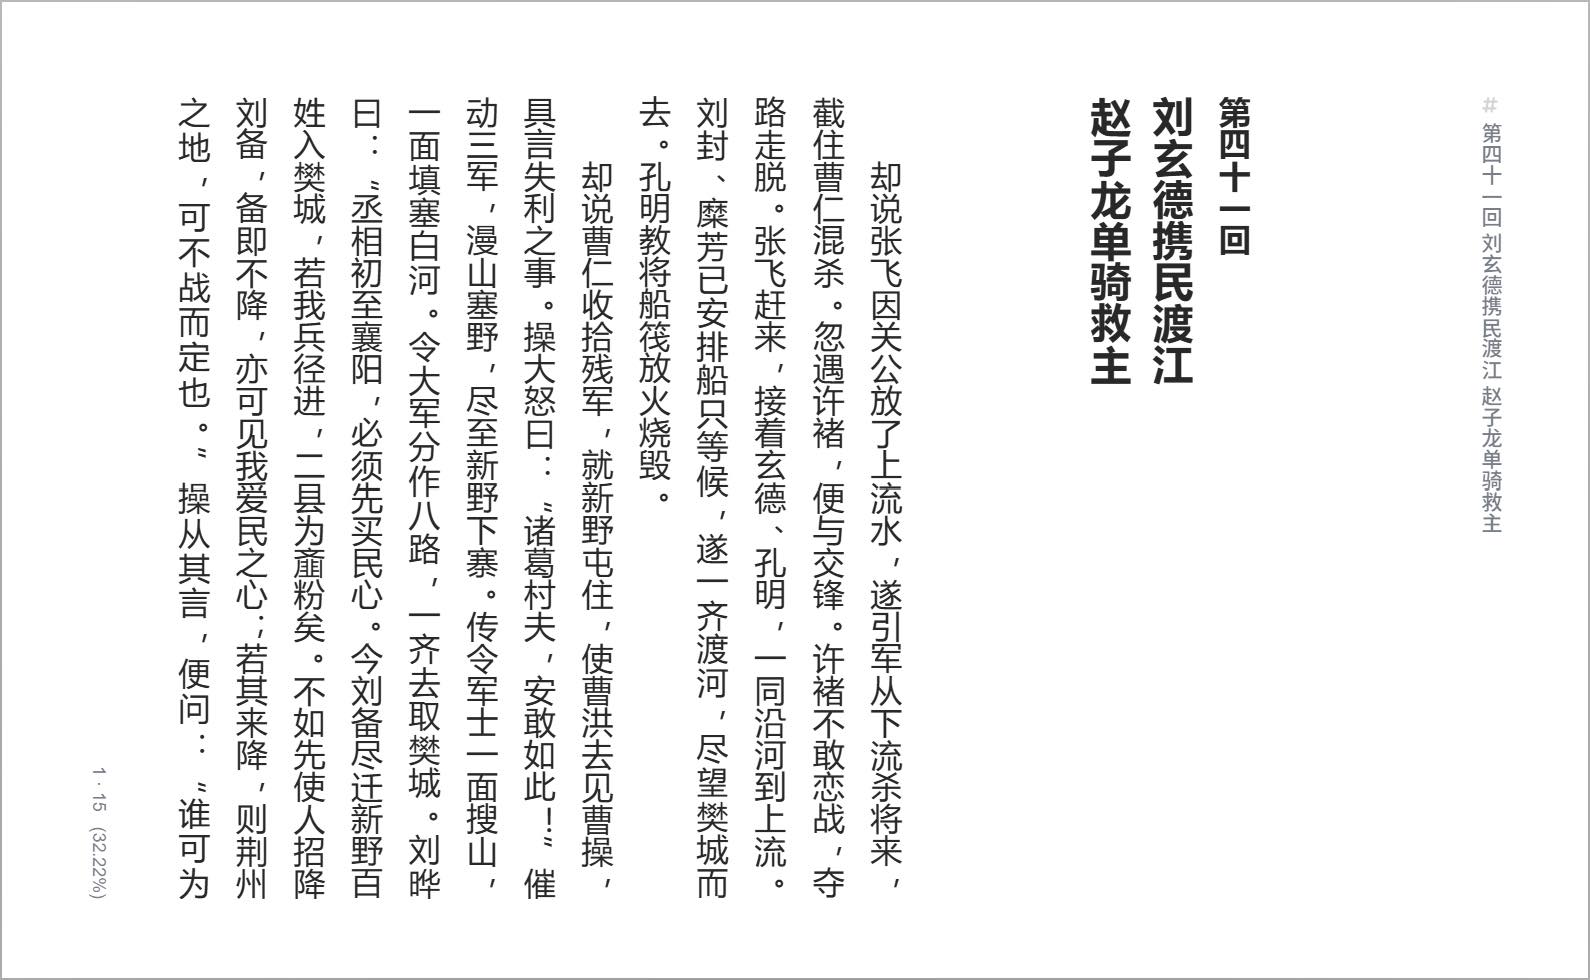 # 第四十一回 刘玄德携民渡江 赵子龙单骑救主
第四十一回
刘玄德携民渡江
赵子龙单骑救主
却说张飞因关公放了上流水，遂引军从下流杀将来，
截住曹仁混杀。忽遇许褚，便与交锋。许褚不敢恋战，夺
路走脱。张飞赶来，接着玄德、孔明，一同沿河到上流。
刘封、糜芳已安排船只等候，遂一齐渡河，尽望樊城而
去。孔明教将船筏放火烧毁。
却说曹仁收拾残军，就新野屯住，使曹洪去见曹操，
具言失利之事。操大怒曰：“诸葛村夫，安敢如此！”催
动三军，漫山塞野，尽至新野下寨。传令军士一面搜山，
一面填塞白河。令大军分作八路，一齐去取樊城。刘晔
曰：“丞相初至襄阳，必须先买民心。今刘备尽迁新野百
姓入樊城，若我兵径进，二县为齑粉矣。不如先使人招降
刘备，备即不降，亦可见我爱民之心；若其来降，则荆州
之地，可不战而定也。”操从其言，便问：“谁可为
1 · 15 (32.22%)